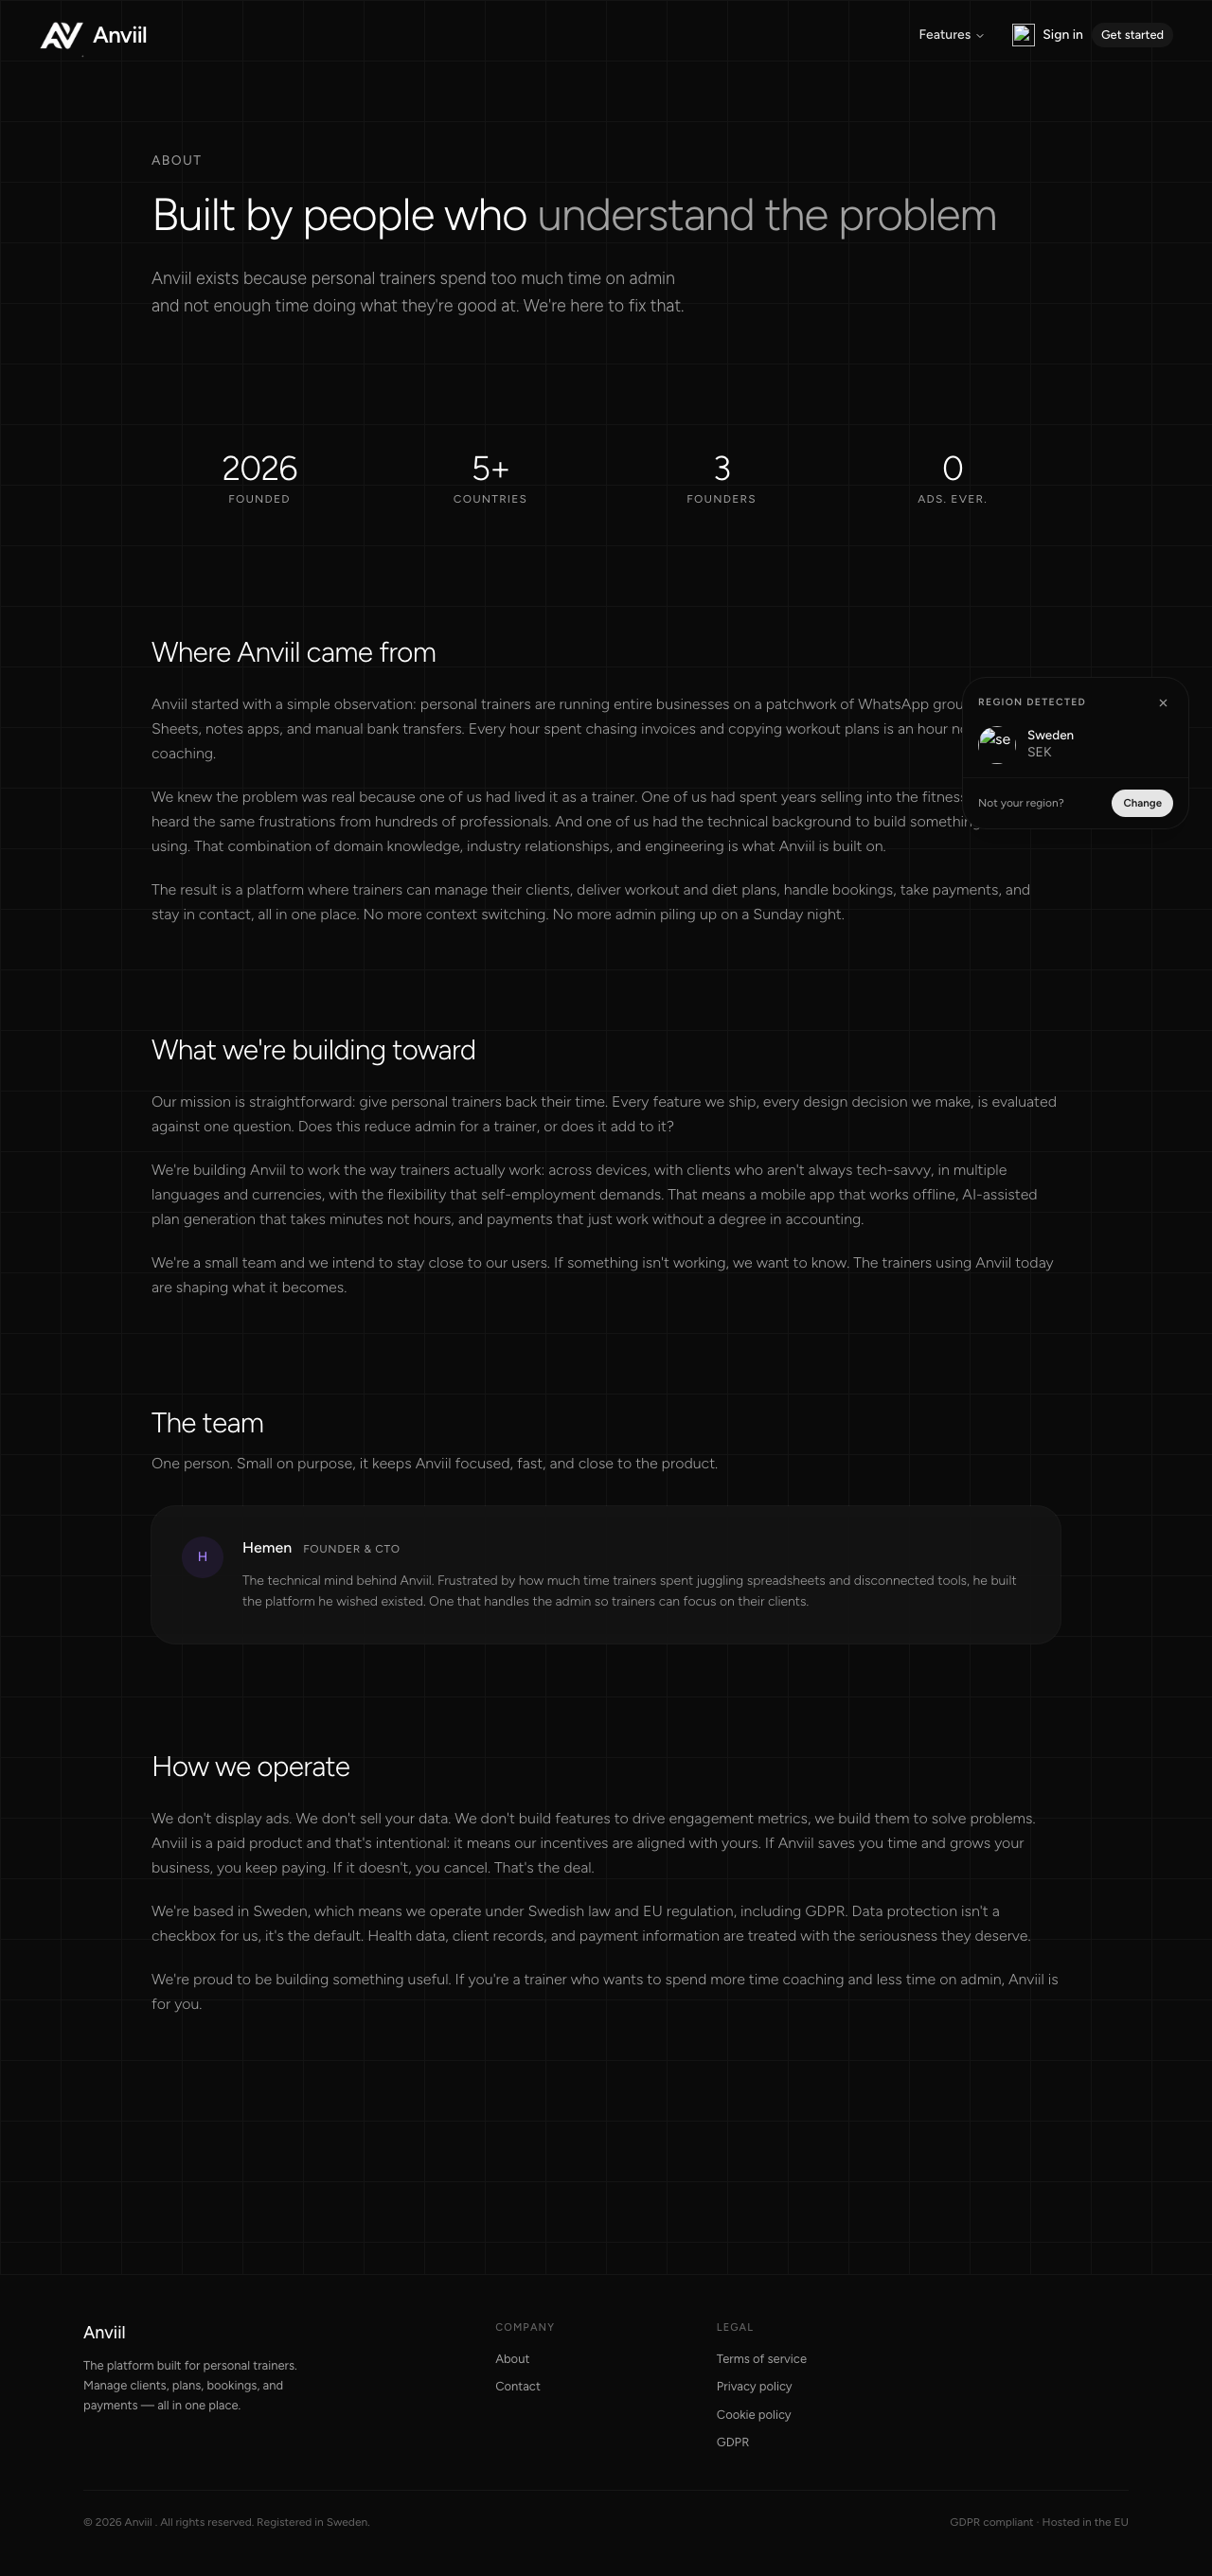 Anviil
Features
Sign in
Get started
ABOUT
Built by people who understand the problem
Anviil exists because personal trainers spend too much time on admin
and not enough time doing what they're good at. We're here to fix that.
2026
FOUNDED
5+
COUNTRIES
3
FOUNDERS
0
ADS. EVER.
Where Anviil came from
Anviil started with a simple observation: personal trainers are running entire businesses on a patchwork of WhatsApp
Sheets, notes apps, and manual bank transfers. Every hour spent chasing invoices and copying workout plans is an hour
coaching.
We knew the problem was real because one of us had lived it as a trainer. One of us had spent years selling into the fitness
heard the same frustrations from hundreds of professionals. And one of us had the technical background to build something
using. That combination of domain knowledge, industry relationships, and engineering is what Anviil is built on.
The result is a platform where trainers can manage their clients, deliver workout and diet plans, handle bookings, take payments, and
stay in contact, all in one place. No more context switching. No more admin piling up on a Sunday night.
REGION DETECTED
se
Sweden
SEK
Not your region?
Change
What we're building toward
Our mission is straightforward: give personal trainers back their time. Every feature we ship, every design decision we make, is evaluated
against one question. Does this reduce admin for a trainer, or does it add to it?
We're building Anviil to work the way trainers actually work: across devices, with clients who aren't always tech-savvy, in multiple
languages and currencies, with the flexibility that self-employment demands. That means a mobile app that works offline, AI-assisted
plan generation that takes minutes not hours, and payments that just work without a degree in accounting.
We're a small team and we intend to stay close to our users. If something isn't working, we want to know. The trainers using Anviil today
are shaping what it becomes.
The team
One person. Small on purpose, it keeps Anviil focused, fast, and close to the product.
H
Hemen FOUNDER & CTO
The technical mind behind Anviil. Frustrated by how much time trainers spent juggling spreadsheets and disconnected tools, he built
the platform he wished existed. One that handles the admin so trainers can focus on their clients.
How we operate
We don't display ads. We don't sell your data. We don't build features to drive engagement metrics, we build them to solve problems.
Anviil is a paid product and that's intentional: it means our incentives are aligned with yours. If Anviil saves you time and grows your
business, you keep paying. If it doesn't, you cancel. That's the deal.
We're based in Sweden, which means we operate under Swedish law and EU regulation, including GDPR. Data protection isn't a
checkbox for us, it's the default. Health data, client records, and payment information are treated with the seriousness they deserve.
We're proud to be building something useful. If you're a trainer who wants to spend more time coaching and less time on admin, Anviil is
for you.
Anviil
The platform built for personal trainers.
Manage clients, plans, bookings, and
payments — all in one place.
COMPANY
About
Contact
LEGAL
Terms of service
Privacy policy
Cookie policy
GDPR
© 2026 Anviil . All rights reserved. Registered in Sweden.
GDPR compliant · Hosted in the EU